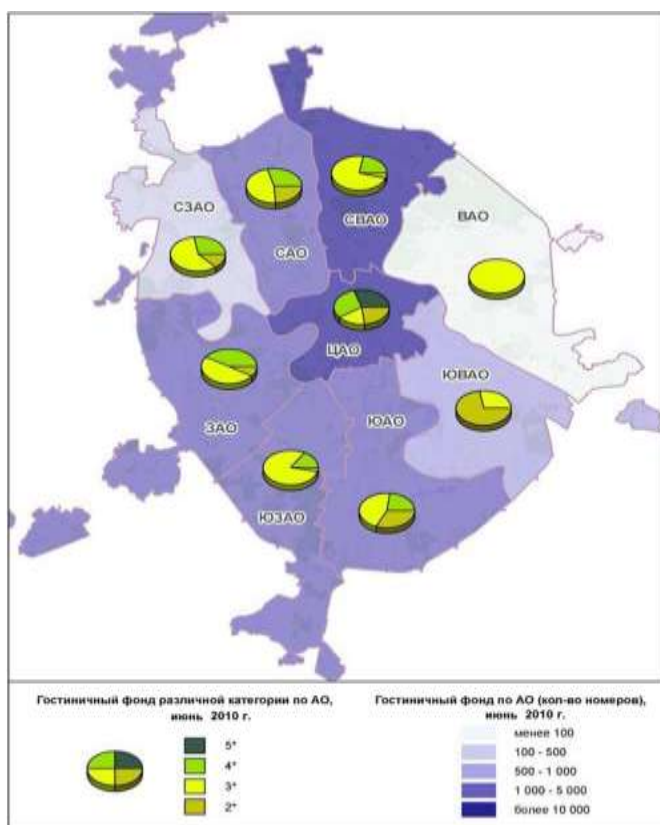 СЗАО
САО
СВАО
ВАО
ЦАО
ЮВАО
ЗАО
ЮАО
ЮЗАО
Гостиничный фонд различной категории по АО,
июнь 2010 г.
5*
4*
3*
2*
Гостиничный фонд по АО (кол-во номеров),
июнь 2010 г.
менее 100
100 - 500
500 - 1 000
1 000 - 5 000
более 10 000